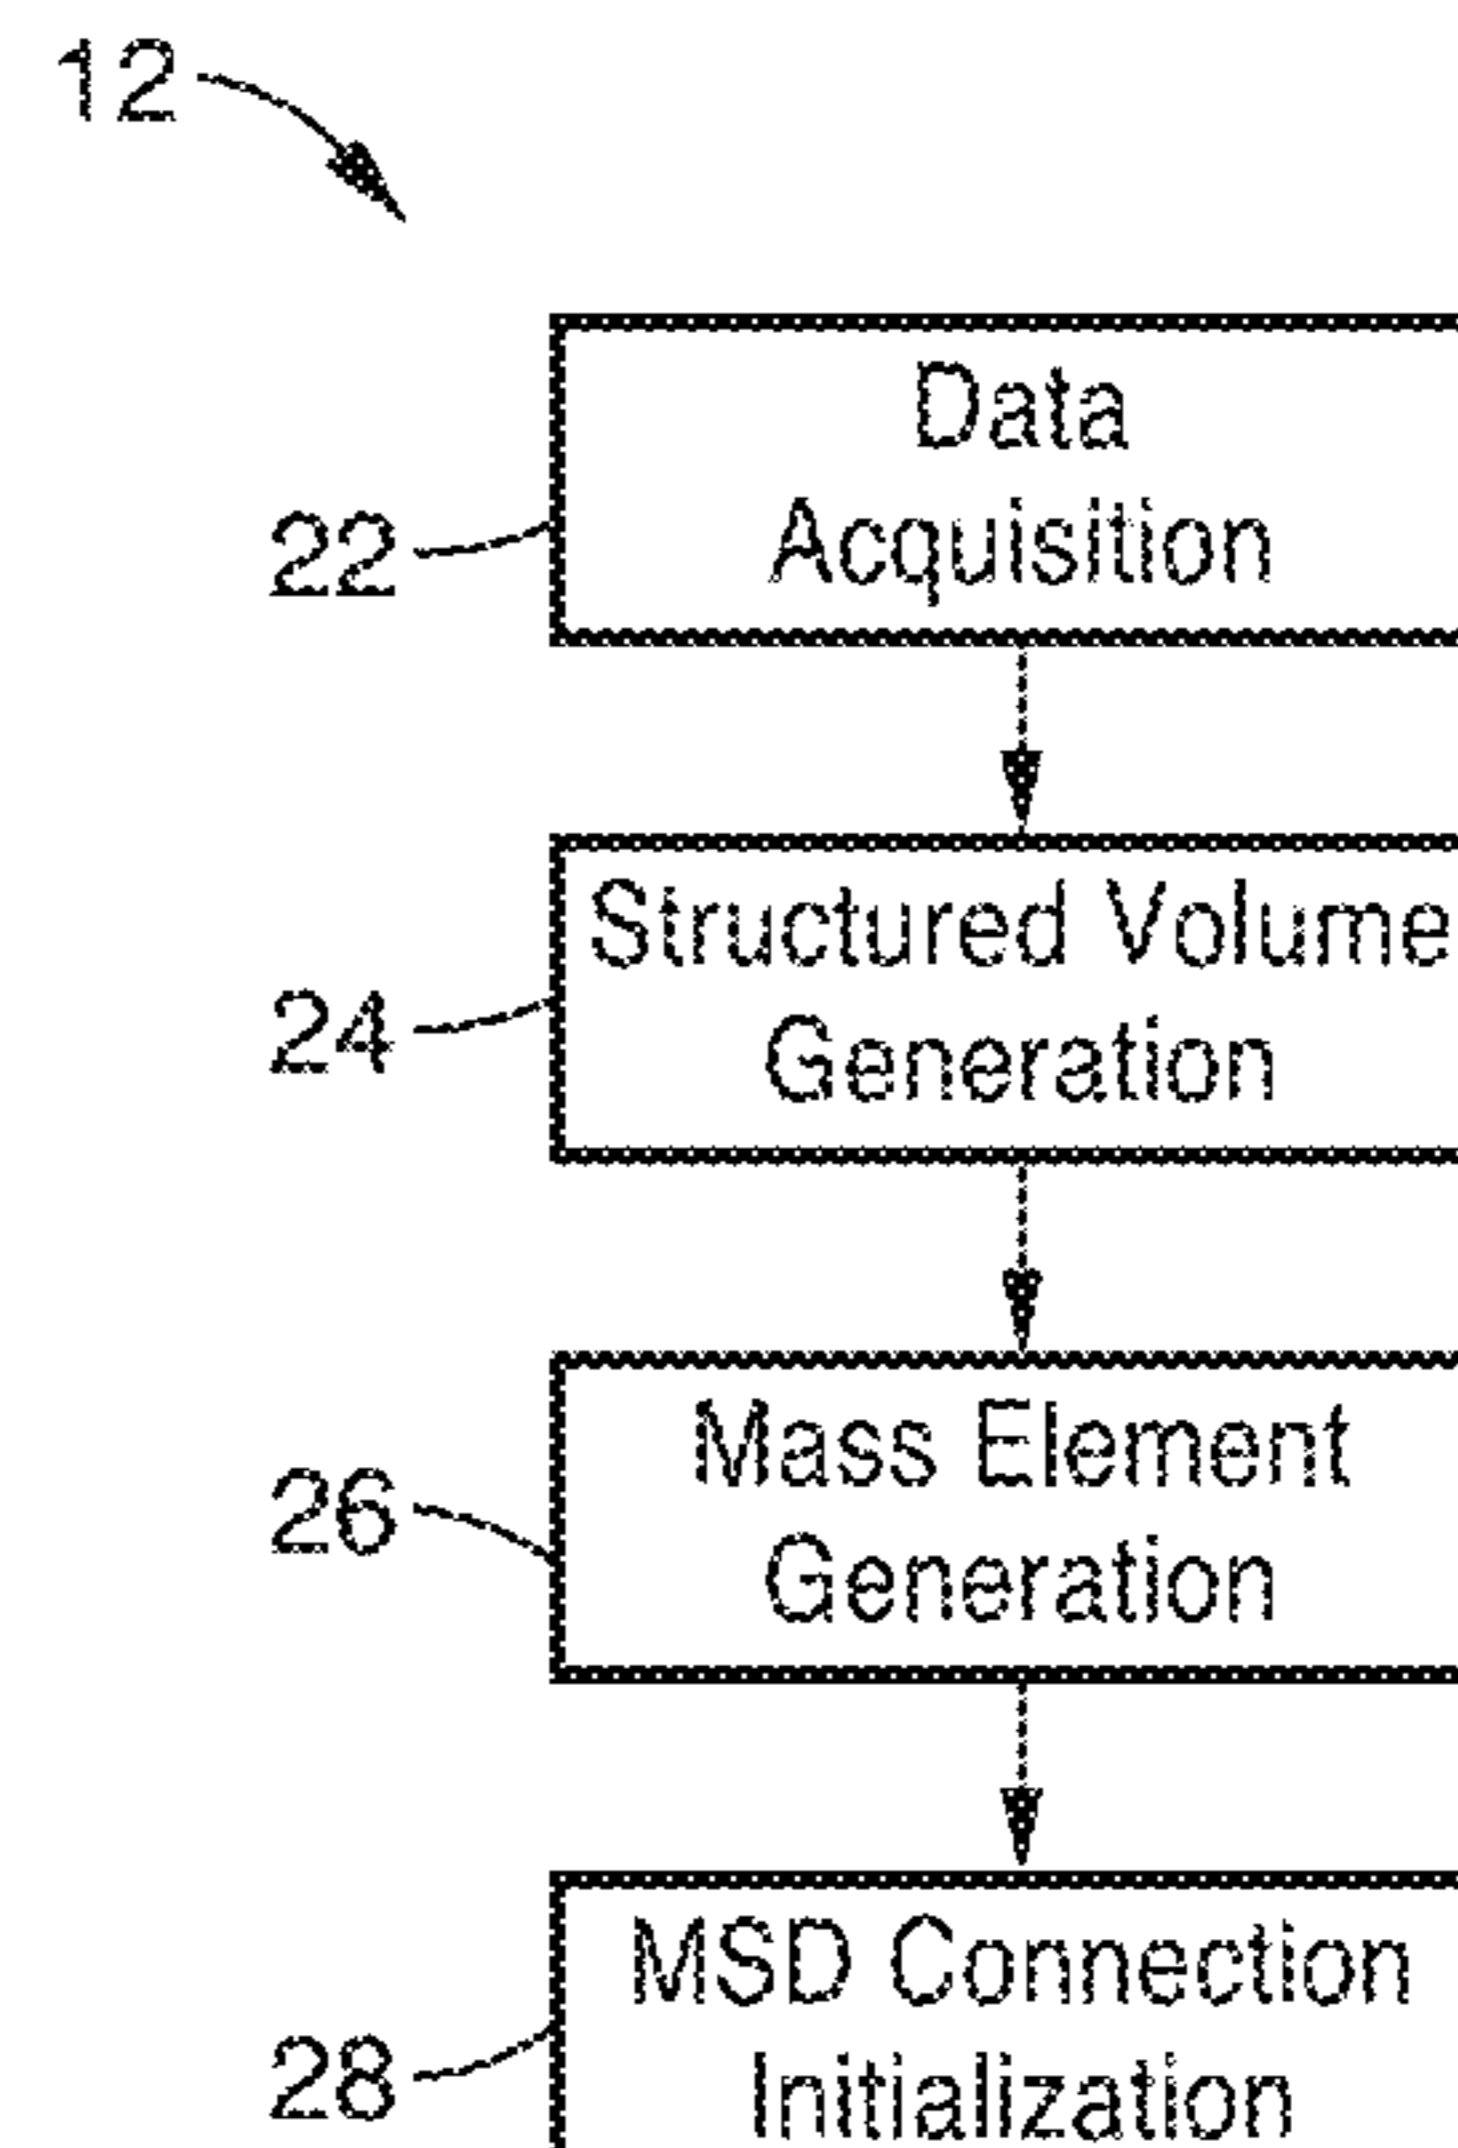 12
Data
Acquisition
22
Structured Volume
Generation
24
Mass Element
Generation
26
MSD Connection
Initialization
28